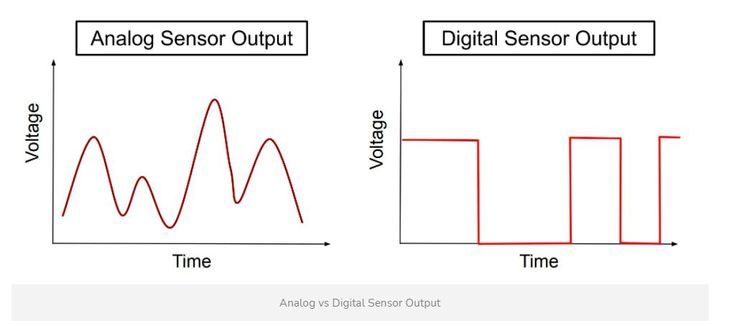 Analog Sensor Output
Voltage
Time
Digital Sensor Output
Voltage
Time
Analog vs Digital Sensor Output